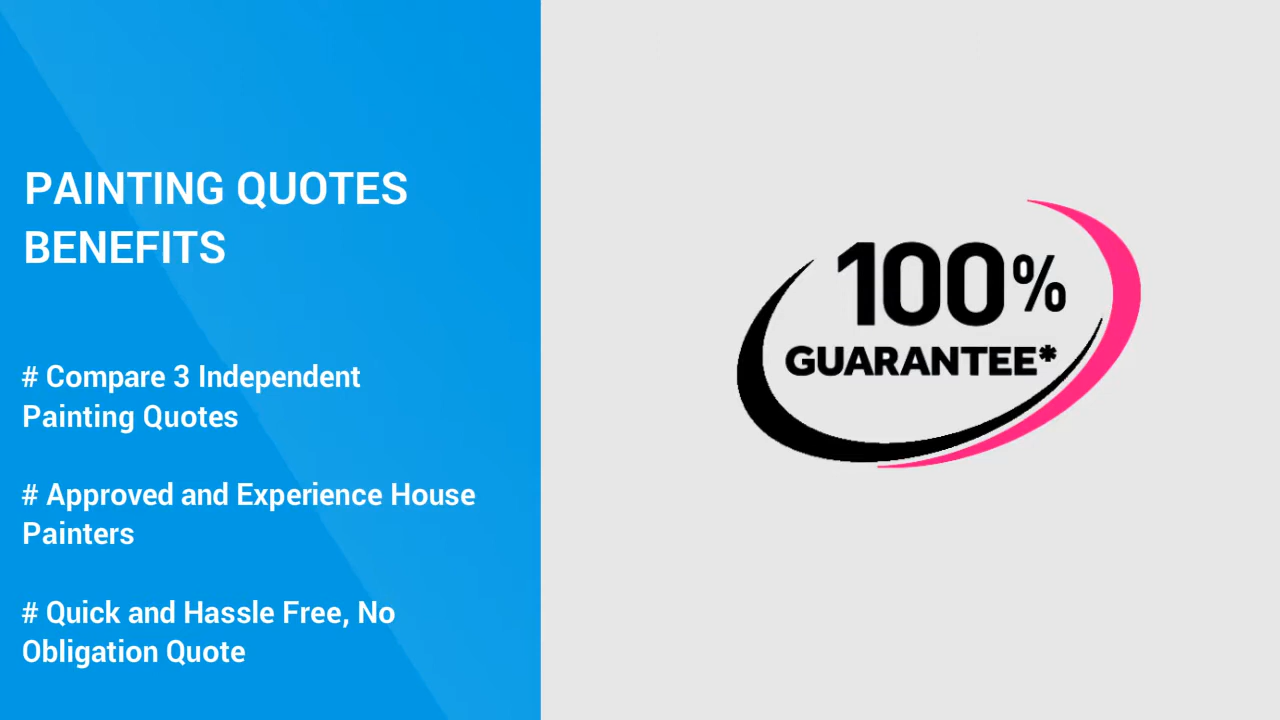 PAINTING QUOTES
BENEFITS
# Compare 3 Independent
Painting Quotes
# Approved and Experience House
Painters
# Quick and Hassle Free, No
Obligation Quote
100%
GUARANTEE*